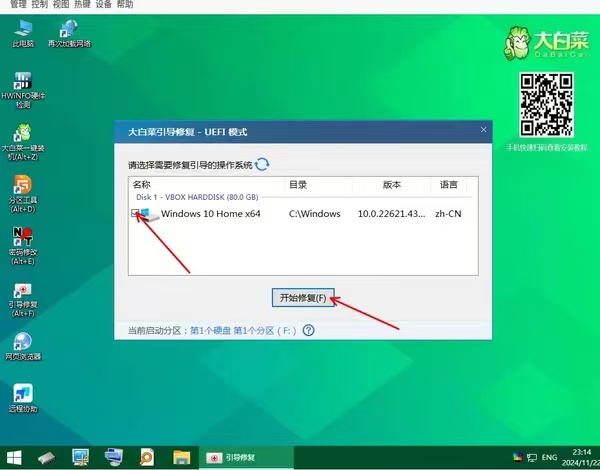 管理 控制 视图 热键 设备 帮助
此电脑
再次加载网络
HWiNFO硬件
检测
大白菜一键装
机(Alt+Z)
分区工具
(Alt+D)
密码修改
(Alt+E)
引导修复
(Alt+F)
网页浏览器
远程协助
大白菜
DaBaiCai
手机快速扫码查看安装教程
大白菜引导修复 - UEFI 模式
请选择需要修复引导的操作系统
名称 目录 版本 语言
Disk 1 - VBOX HARDDISK (80.0 GB)
Windows 10 Home x64 C:\Windows 10.0.22621.43... zh-CN
开始修复(F)
当前启动分区：第1个硬盘 第1个分区 ( F: )
引导修复
ENG
23:14
2024/11/22